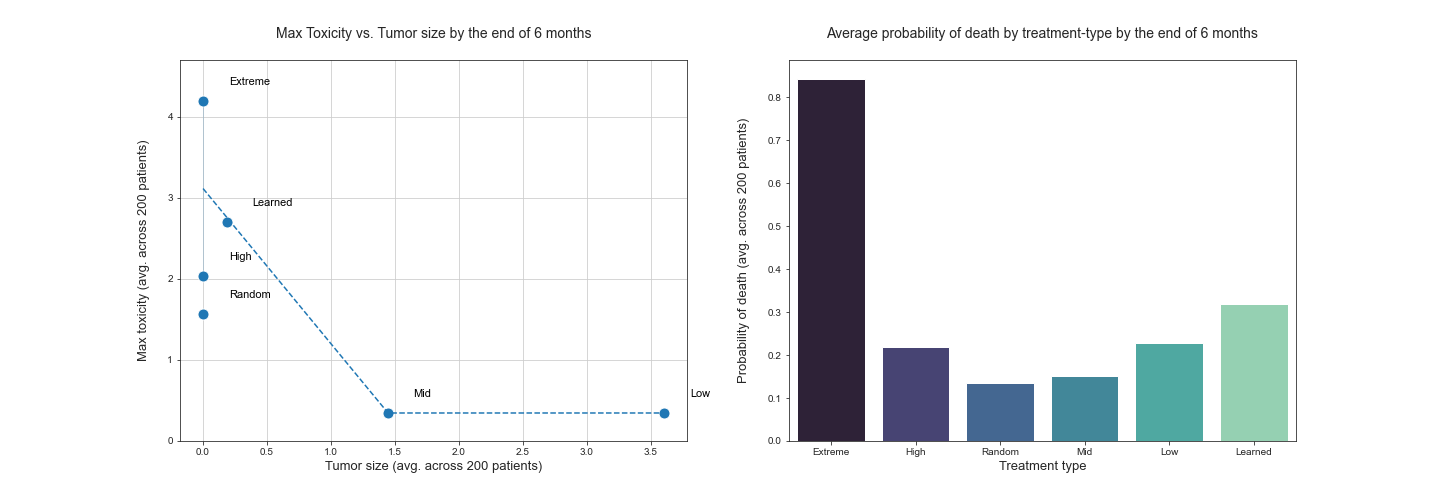 Max Toxicity vs. Tumor size by the end of 6 months
Extreme
Learned
High
Random
Mid
Low
4
3
2
1
0
Max toxicity (avg. across 200 patients)
0.0 0.5 1.0 1.5 2.0 2.5 3.0 3.5
Tumor size (avg. across 200 patients)
Average probability of death by treatment-type by the end of 6 months
0.8
0.7
0.6
0.5
0.4
0.3
0.2
0.1
0.0
Probability of death (avg. across 200 patients)
Extreme High Random Mid Low Learned
Treatment type